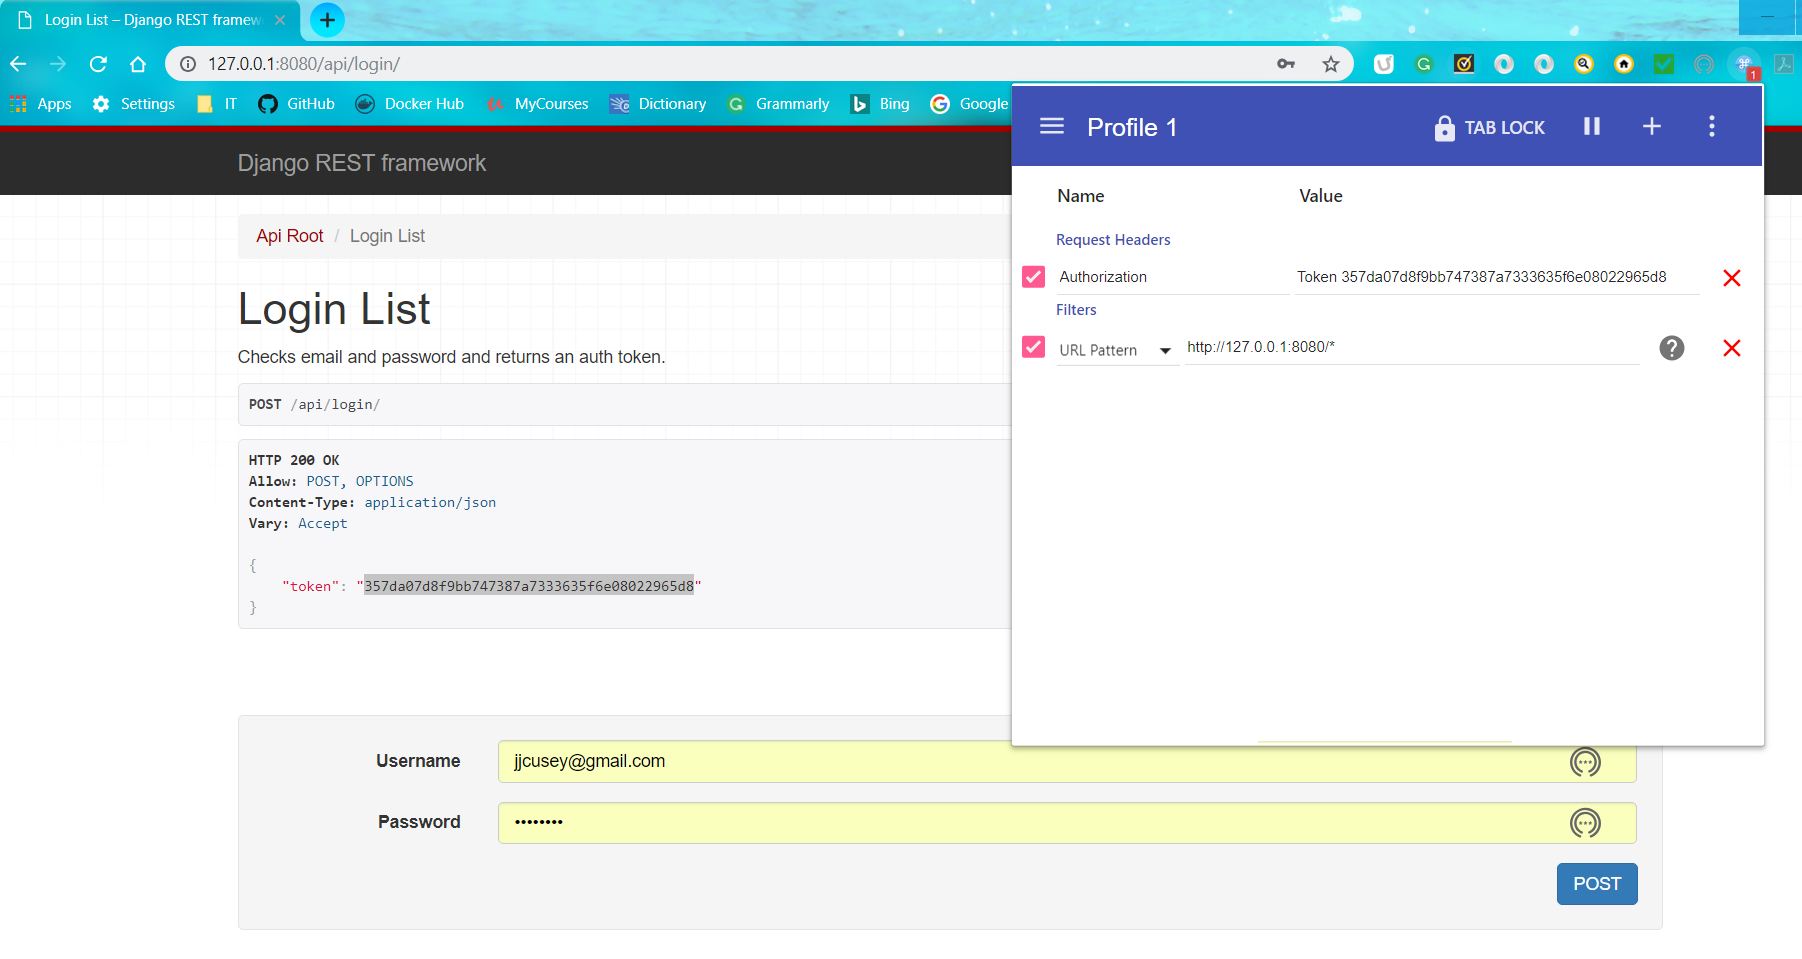 Login List – Django REST framew
127.0.0.1:8080/api/login/
1
Apps Settings IT GitHub Docker Hub MyCourses Dictionary Grammarly Bing Google
Django REST framework
Api Root / Login List
Login List
Checks email and password and returns an auth token.
POST /api/login/
HTTP 200 OK
Allow: POST, OPTIONS
Content-Type: application/json
Vary: Accept
{
"token": "357da07d8f9bb747387a7333635f6e08022965d8"
}
Username jjcusey@gmail.com
Password ••••••••
POST
Profile 1 TAB LOCK
Name Value
Request Headers
Authorization Token 357da07d8f9bb747387a7333635f6e08022965d8
Filters
URL Pattern http://127.0.0.1:8080/*